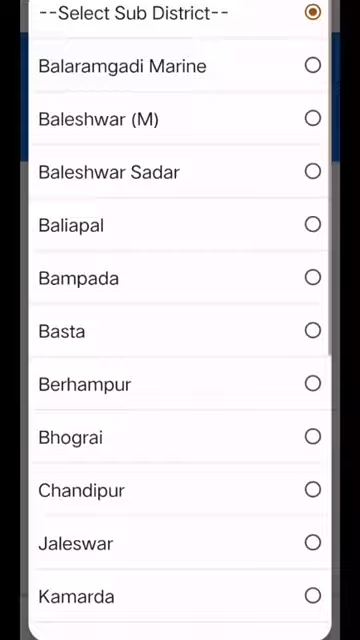 --Select Sub District--
Balaramgadi Marine
Baleshwar (M)
Baleshwar Sadar
Baliapal
Bampada
Basta
Berhampur
Bhograi
Chandipur
Jaleswar
Kamarda